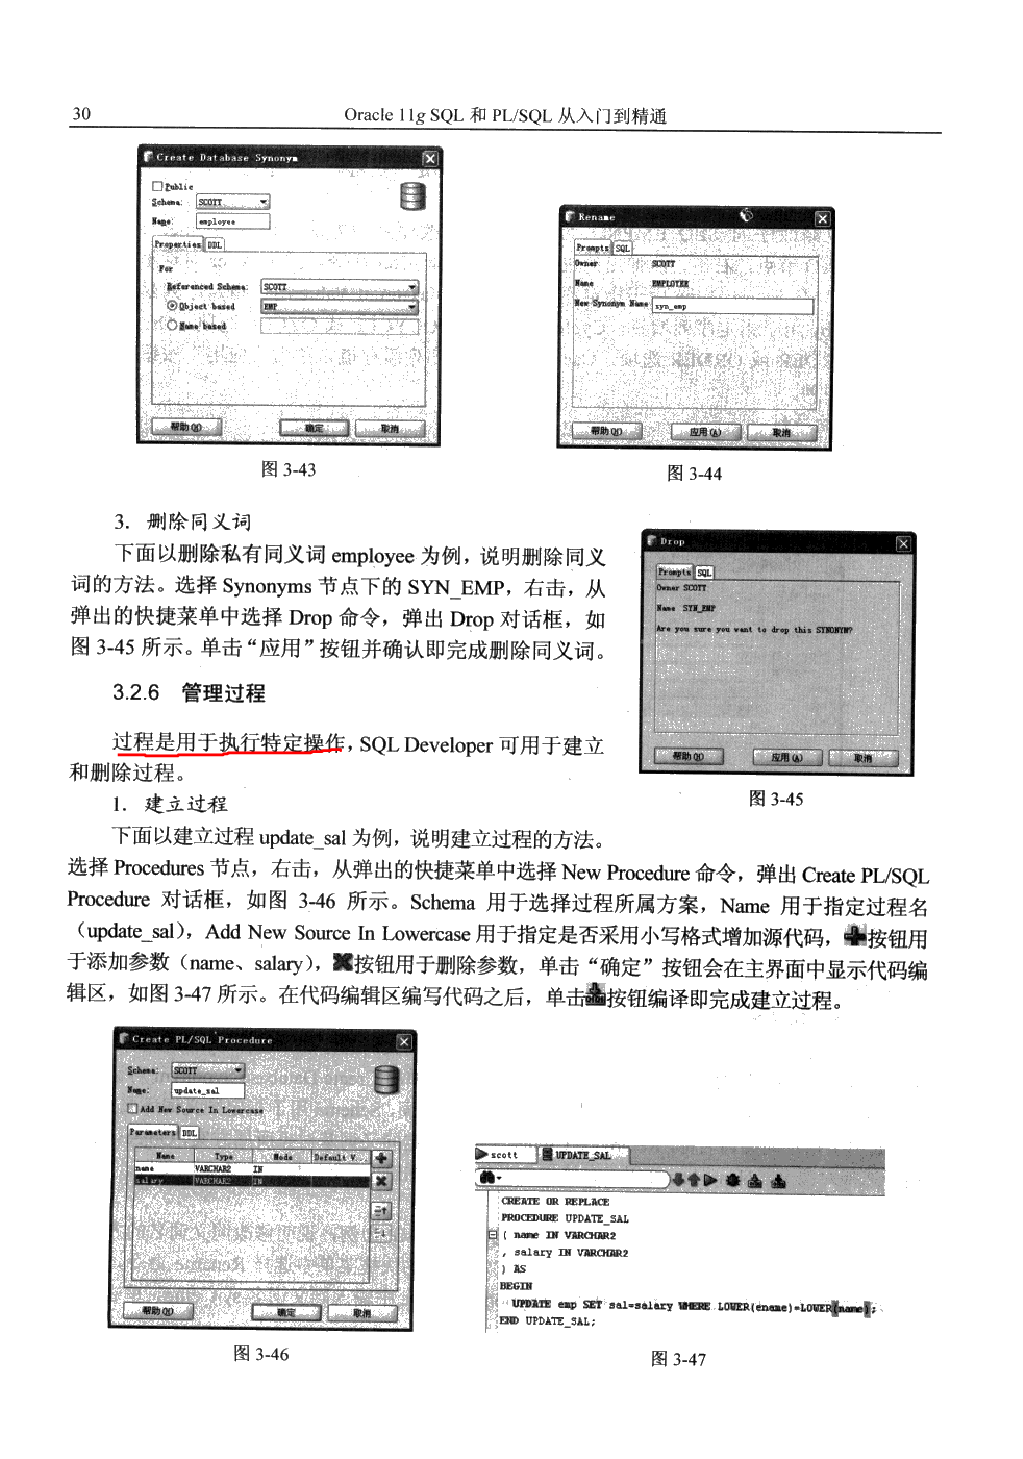 30
Oracle 11g SQL 和 PL/SQL 从入门到精通
Create Database Synonym
Public
Schema: SCOTT
Name: employee
Properties DDL
For
Referenced Schema: SCOTT
Object based EMP
Name based
帮助(H) 确定 取消
图 3-43
Rename
Prompts SQL
Owner SCOTT
Name EMPLOYEE
New Synonym Name syn_emp
帮助(H) 应用(A) 取消
图 3-44
3. 删除同义词
下面以删除私有同义词 employee 为例，说明删除同义
词的方法。选择 Synonyms 节点下的 SYN_EMP，右击，从
弹出的快捷菜单中选择 Drop 命令，弹出 Drop 对话框，如
图 3-45 所示。单击“应用”按钮并确认即完成删除同义词。
Drop
Prompts SQL
Owner SCOTT
Name SYN_EMP
Are you sure you want to drop this SYNONYM?
帮助(H) 应用(A) 取消
图 3-45
3.2.6 管理过程
过程是用于执行特定操作，SQL Developer 可用于建立
和删除过程。
1. 建立过程
下面以建立过程 update_sal 为例，说明建立过程的方法。
选择 Procedures 节点，右击，从弹出的快捷菜单中选择 New Procedure 命令，弹出 Create PL/SQL
Procedure 对话框，如图 3-46 所示。Schema 用于选择过程所属方案，Name 用于指定过程名
（update_sal），Add New Source In Lowercase 用于指定是否采用小写格式增加源代码，按钮用
于添加参数（name、salary），按钮用于删除参数，单击“确定”按钮会在主界面中显示代码编
辑区，如图 3-47 所示。在代码编辑区编写代码之后，单击按钮编译即完成建立过程。
Create PL/SQL Procedure
Schema: SCOTT
Name: update_sal
Add New Source In Lowercase
Parameters DDL
Name Type Mode Default V
name VARCHAR2 IN
salary VARCHAR2 IN
帮助(H) 确定 取消
图 3-46
scott UPDATE_SAL
CREATE OR REPLACE
PROCEDURE UPDATE_SAL
( name IN VARCHAR2
, salary IN VARCHAR2
) AS
BEGIN
UPDATE emp SET sal=salary WHERE LOWER(ename)=LOWER(name);
END UPDATE_SAL;
图 3-47